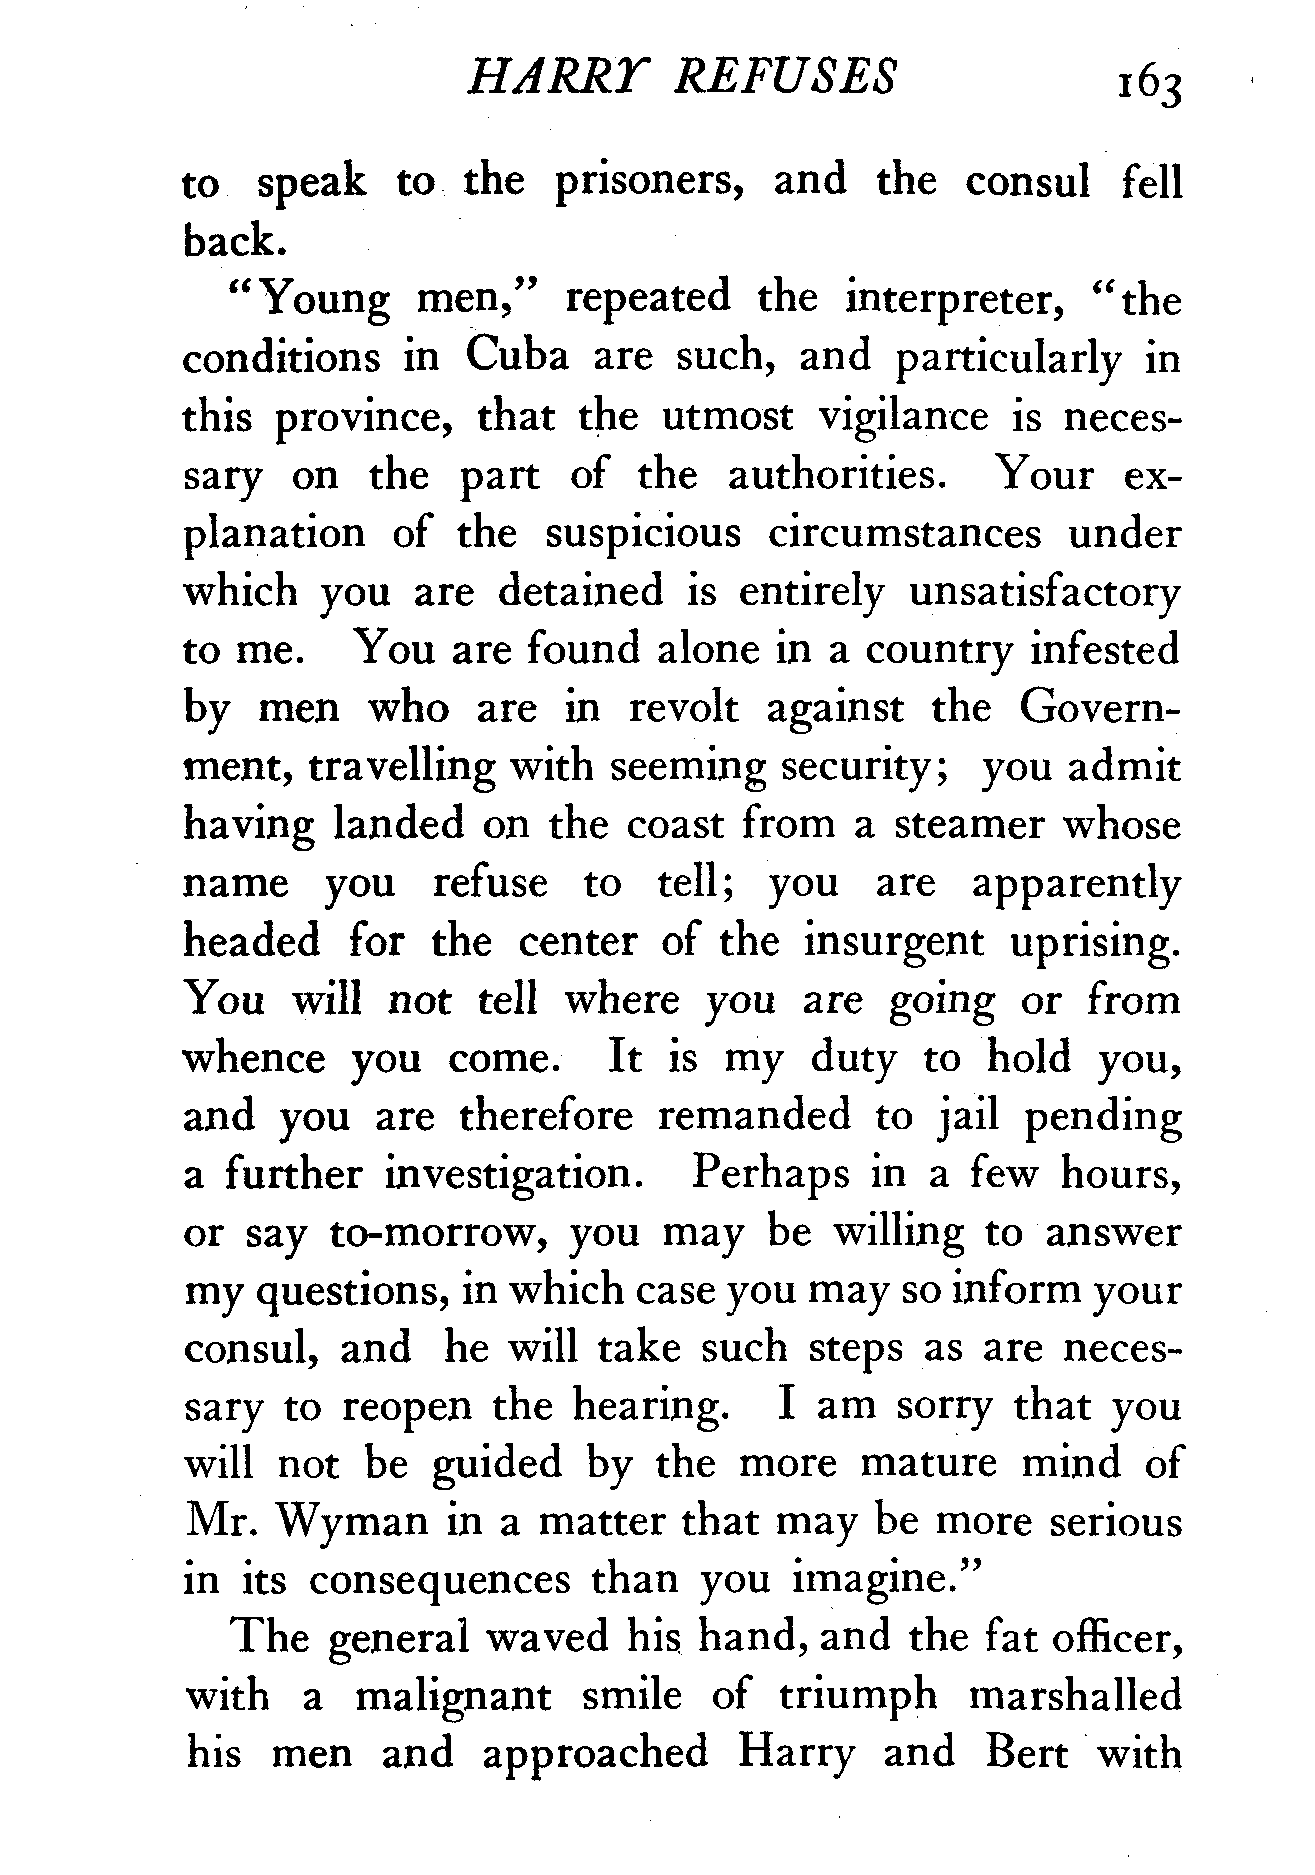 HARRY REFUSES 163
to speak to the prisoners, and the consul fell
back.
"Young men," repeated the interpreter, "the
conditions in Cuba are such, and particularly in
this province, that the utmost vigilance is neces-
sary on the part of the authorities. Your ex-
planation of the suspicious circumstances under
which you are detained is entirely unsatisfactory
to me. You are found alone in a country infested
by men who are in revolt against the Govern-
ment, travelling with seeming security; you admit
having landed on the coast from a steamer whose
name you refuse to tell; you are apparently
headed for the center of the insurgent uprising.
You will not tell where you are going or from
whence you come. It is my duty to hold you,
and you are therefore remanded to jail pending
a further investigation. Perhaps in a few hours,
or say to-morrow, you may be willing to answer
my questions, in which case you may so inform your
consul, and he will take such steps as are neces-
sary to reopen the hearing. I am sorry that you
will not be guided by the more mature mind of
Mr. Wyman in a matter that may be more serious
in its consequences than you imagine."
The general waved his hand, and the fat officer,
with a malignant smile of triumph marshalled
his men and approached Harry and Bert with